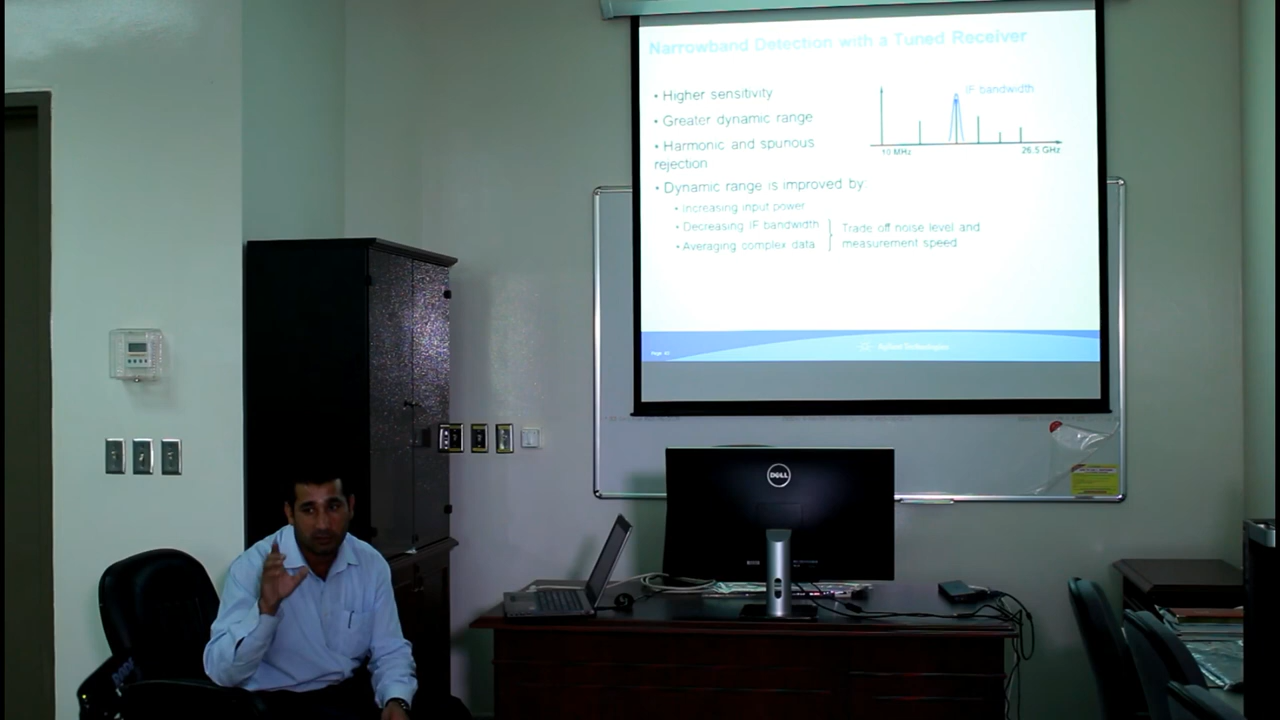 Narrowband Detection with a Tuned Receiver
• Higher sensitivity
• Greater dynamic range
• Harmonic and spurious
rejection
• Dynamic range is improved by:
• Increasing input power
• Decreasing IF bandwidth
• Averaging complex data
Trade off noise level and
measurement speed
IF bandwidth
10 MHz
26.5 GHz
Agilent Technologies
DELL